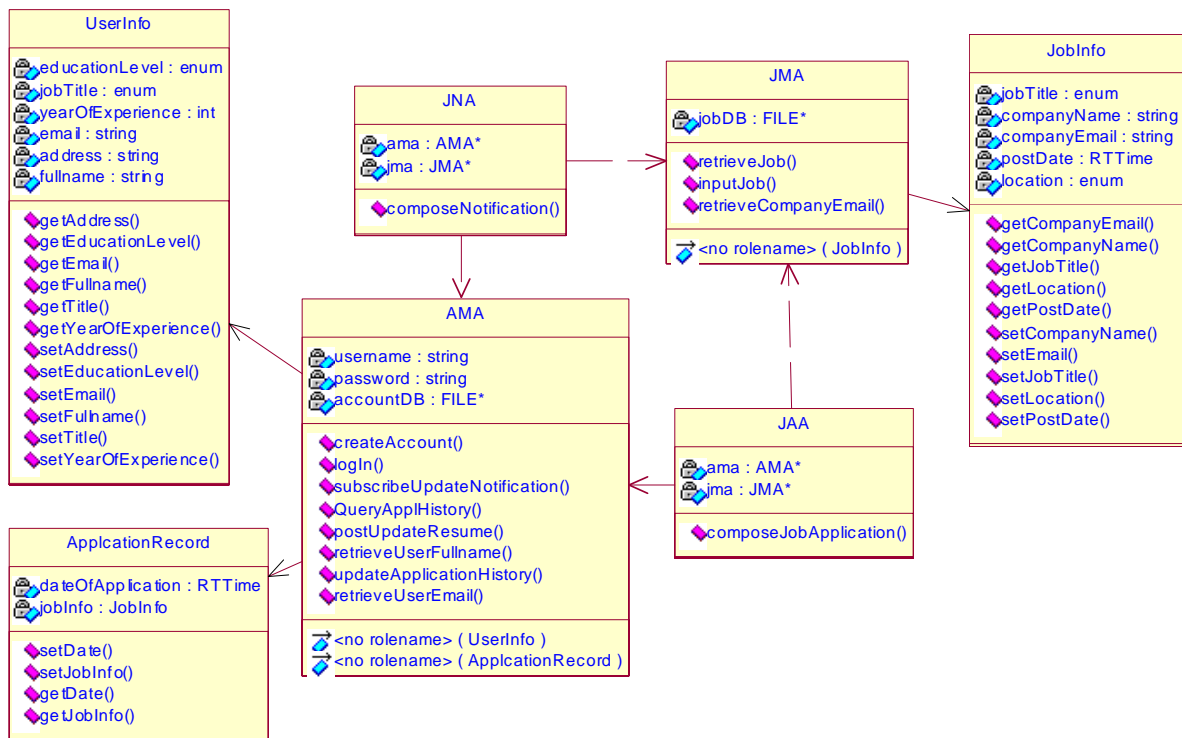 UserInfo
educationLevel : enum
jobTitle : enum
yearOfExperience : int
email : string
address : string
fullname : string
getAddress()
getEducationLevel()
getEmail()
getFullname()
getTitle()
getYearOfExperience()
setAddress()
setEducationLevel()
setEmail()
setFullname()
setTitle()
setYearOfExperience()
JNA
ama : AMA*
jma : JMA*
composeNotification()
JMA
jobDB : FILE*
retrieveJob()
inputJob()
retrieveCompanyEmail()
<no rolename> ( JobInfo )
JobInfo
jobTitle : enum
companyName : string
companyEmail : string
postDate : RTTime
location : enum
getCompanyEmail()
getCompanyName()
getJobTitle()
getLocation()
getPostDate()
setCompanyName()
setEmail()
setJobTitle()
setLocation()
setPostDate()
AMA
username : string
password : string
accountDB : FILE*
createAccount()
logIn()
subscribeUpdateNotification()
QueryApplHistory()
postUpdateResume()
retrieveUserFullname()
updateApplicationHistory()
retrieveUserEmail()
<no rolename> ( UserInfo )
<no rolename> ( ApplcationRecord )
JAA
ama : AMA*
jma : JMA*
composeJobApplication()
ApplcationRecord
dateOfApplication : RTTime
jobInfo : JobInfo
setDate()
setJobInfo()
getDate()
getJobInfo()